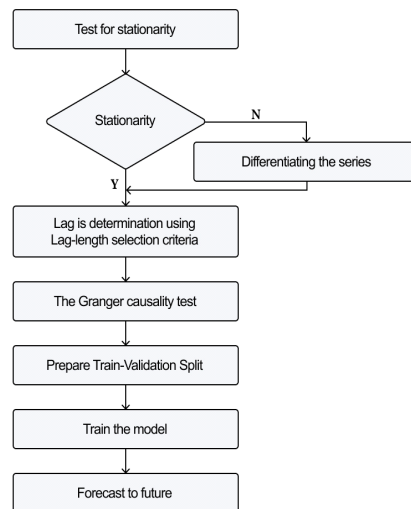 Test for stationarity
Stationarity
N
Differentiating the series
Y
Lag is determination using
Lag-length selection criteria
The Granger causality test
Prepare Train-Validation Split
Train the model
Forecast to future